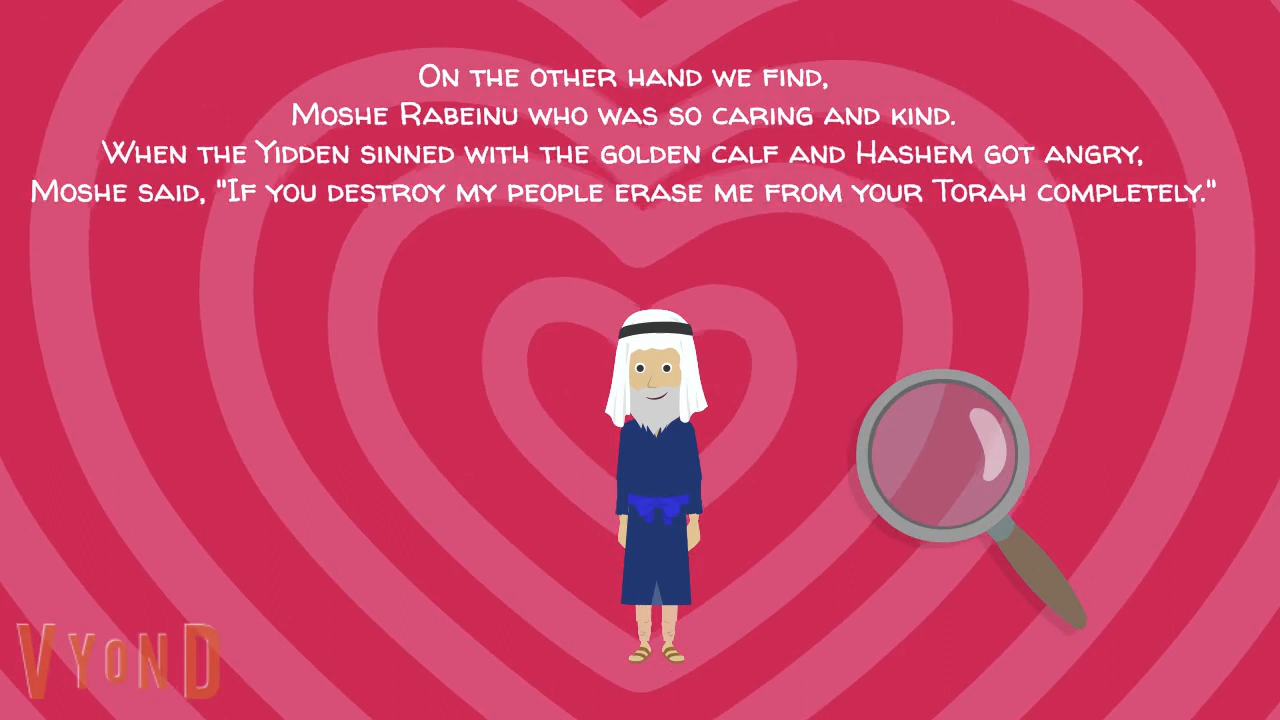 On the other hand we find,
Moshe Rabeinu who was so caring and kind.
When the Yidden sinned with the golden calf and Hashem got angry,
Moshe said, "If you destroy my people erase me from your Torah completely."
Vyond